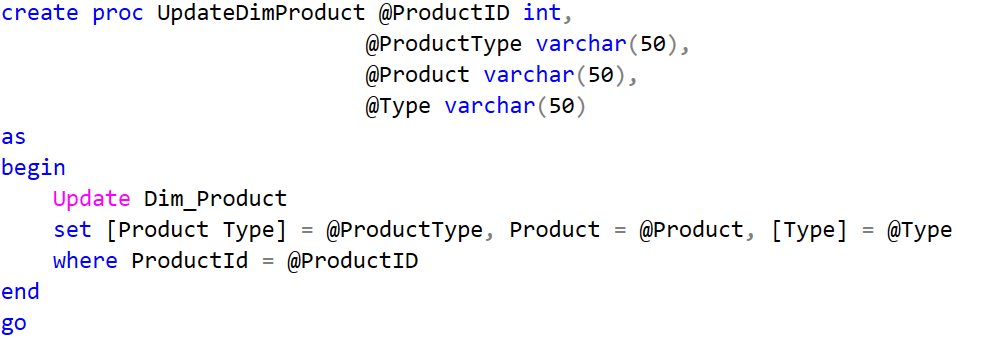 create proc UpdateDimProduct @ProductID int,
@ProductType varchar(50),
@Product varchar(50),
@Type varchar(50)
as
begin
Update Dim_Product
set [Product Type] = @ProductType, Product = @Product, [Type] = @Type
where ProductId = @ProductID
end
go